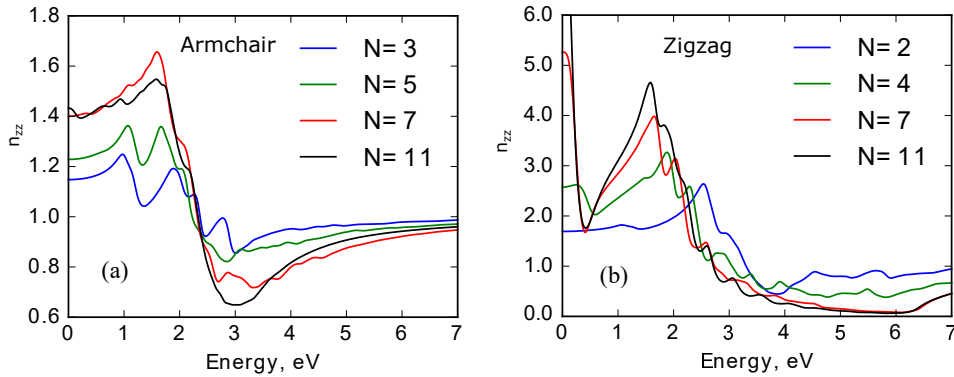 1.8
1.6
1.4
1.2
1.0
0.8
0.6
n_zz
Armchair
N= 3
N= 5
N= 7
N= 11
(a)
0 1 2 3 4 5 6 7
Energy, eV
6.0
5.0
4.0
3.0
2.0
1.0
0.0
n_zz
Zigzag
N= 2
N= 4
N= 7
N= 11
(b)
0 1 2 3 4 5 6 7
Energy, eV